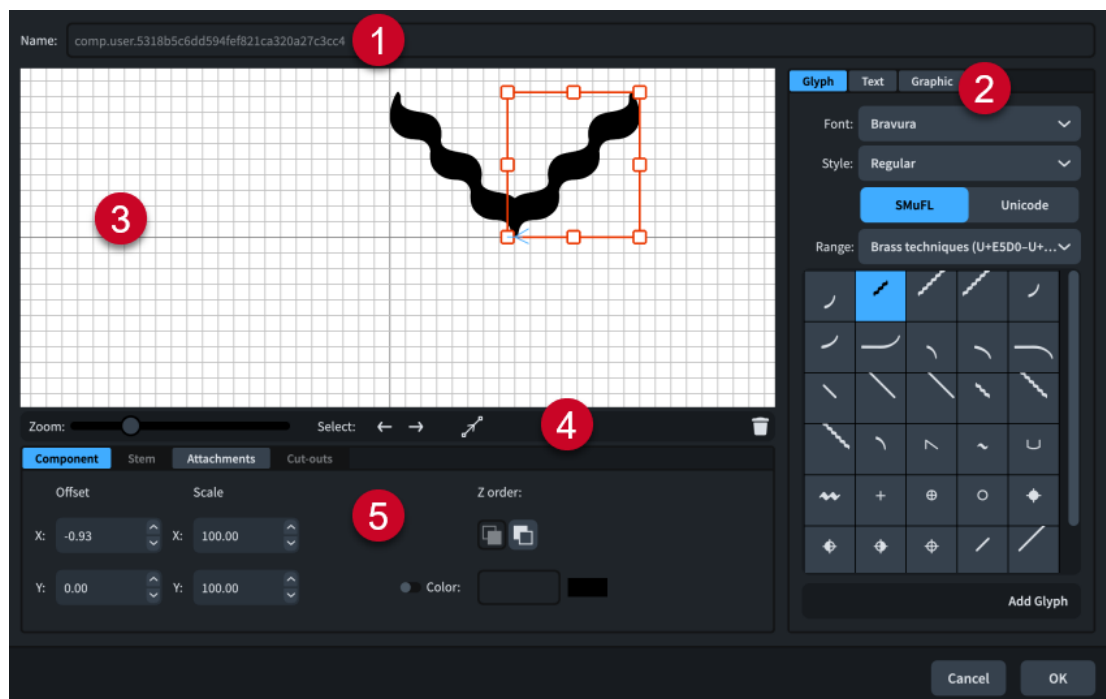 Name: comp.user.5318b5c6dd594fef821ca320a27c3cc4
1
Glyph Text Graphic
2
Font: Bravura
Style: Regular
SMuFL Unicode
Range: Brass techniques (U+E5D0–U+...
3
Zoom: Select:
4
Component Stem Attachments Cut-outs
Offset Scale Z order:
5
X: -0.93 X: 100.00
Y: 0.00 Y: 100.00 Color:
Add Glyph
Cancel OK